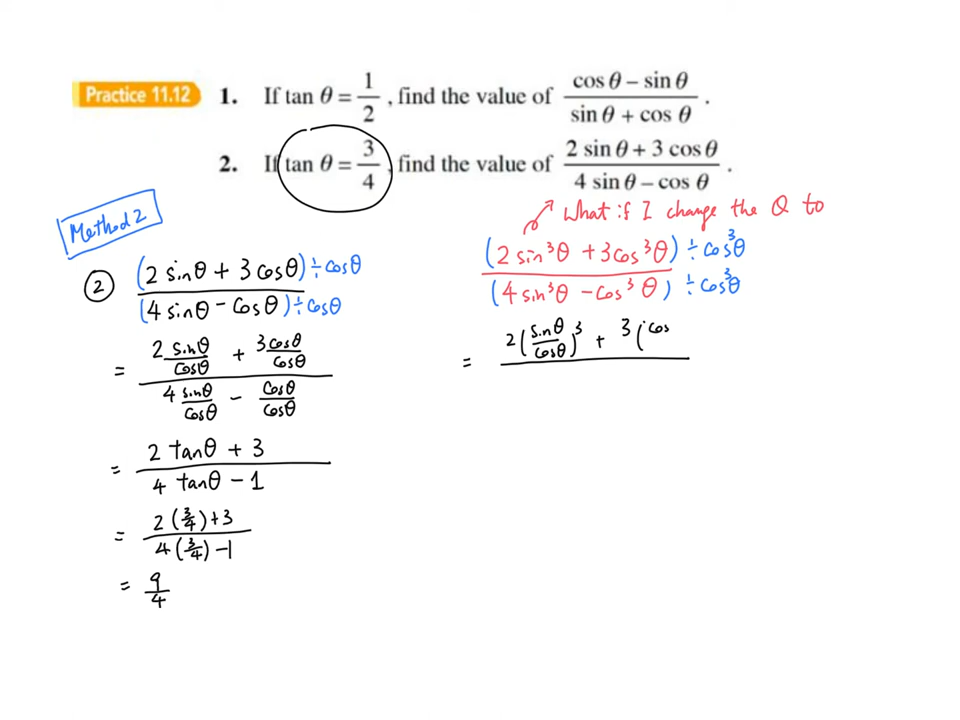 Practice 11.12 1. If tan θ = 1/2 , find the value of (cos θ – sin θ)/(sin θ + cos θ) .
2. If tan θ = 3/4 , find the value of (2 sin θ + 3 cos θ)/(4 sin θ – cos θ) .
What if I change the Q to
Method 2
② (2 sinθ + 3 cosθ) ÷ cosθ / (4 sinθ - cosθ) ÷ cosθ
= (2 sinθ/cosθ + 3 cosθ/cosθ) / (4 sinθ/cosθ - cosθ/cosθ)
= (2 tanθ + 3) / (4 tanθ - 1)
= (2 (3/4) + 3) / (4 (3/4) - 1)
= 9/4
(2 sin³θ + 3 cos³θ) ÷ cos³θ / (4 sin³θ - cos³θ) ÷ cos³θ
= 2 (sinθ/cosθ)³ + 3 (cos